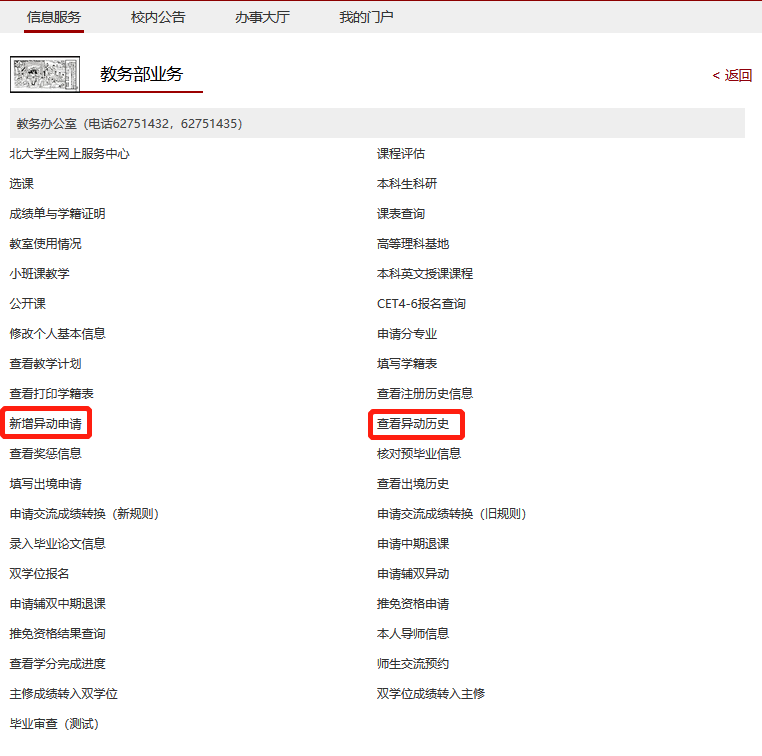 信息服务 校内公告 办事大厅 我的门户
教务部业务 < 返回
教务办公室（电话62751432，62751435）
北大学生网上服务中心 课程评估
选课 本科生科研
成绩单与学籍证明 课表查询
教室使用情况 高等理科基地
小班课教学 本科英文授课课程
公开课 CET4-6报名查询
修改个人基本信息 申请分专业
查看教学计划 填写学籍表
查看打印学籍表 查看注册历史信息
新增异动申请 查看异动历史
查看奖惩信息 核对预毕业信息
填写出境申请 查看出境历史
申请交流成绩转换（新规则） 申请交流成绩转换（旧规则）
录入毕业论文信息 申请中期退课
双学位报名 申请辅双异动
申请辅双中期退课 推免资格申请
推免资格结果查询 本人导师信息
查看学分完成进度 师生交流预约
主修成绩转入双学位 双学位成绩转入主修
毕业审查（测试）